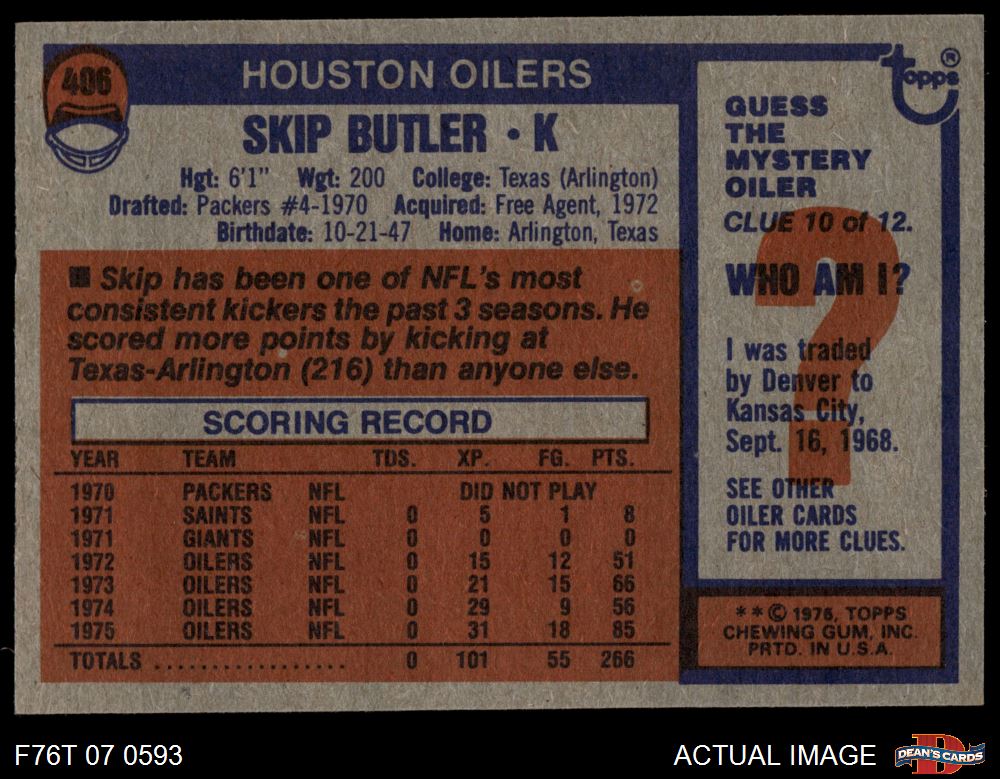 406
HOUSTON OILERS
SKIP BUTLER • K
Hgt: 6'1" Wgt: 200 College: Texas (Arlington)
Drafted: Packers #4-1970 Acquired: Free Agent, 1972
Birthdate: 10-21-47 Home: Arlington, Texas
■ Skip has been one of NFL's most
consistent kickers the past 3 seasons. He
scored more points by kicking at
Texas-Arlington (216) than anyone else.
SCORING RECORD
YEAR TEAM TDS. XP. FG. PTS.
1970 PACKERS NFL DID NOT PLAY
1971 SAINTS NFL 0 5 1 8
1971 GIANTS NFL 0 0 0 0
1972 OILERS NFL 0 15 12 51
1973 OILERS NFL 0 21 15 66
1974 OILERS NFL 0 29 9 56
1975 OILERS NFL 0 31 18 85
TOTALS .................. 0 101 55 266
topps®
GUESS
THE
MYSTERY
OILER
CLUE 10 of 12.
?
WHO AM I?
I was traded
by Denver to
Kansas City,
Sept. 16, 1968.
SEE OTHER
OILER CARDS
FOR MORE CLUES.
**© 1976, TOPPS
CHEWING GUM, INC.
PRTD. IN U.S.A.
F76T 07 0593
ACTUAL IMAGE
DEAN'S CARDS